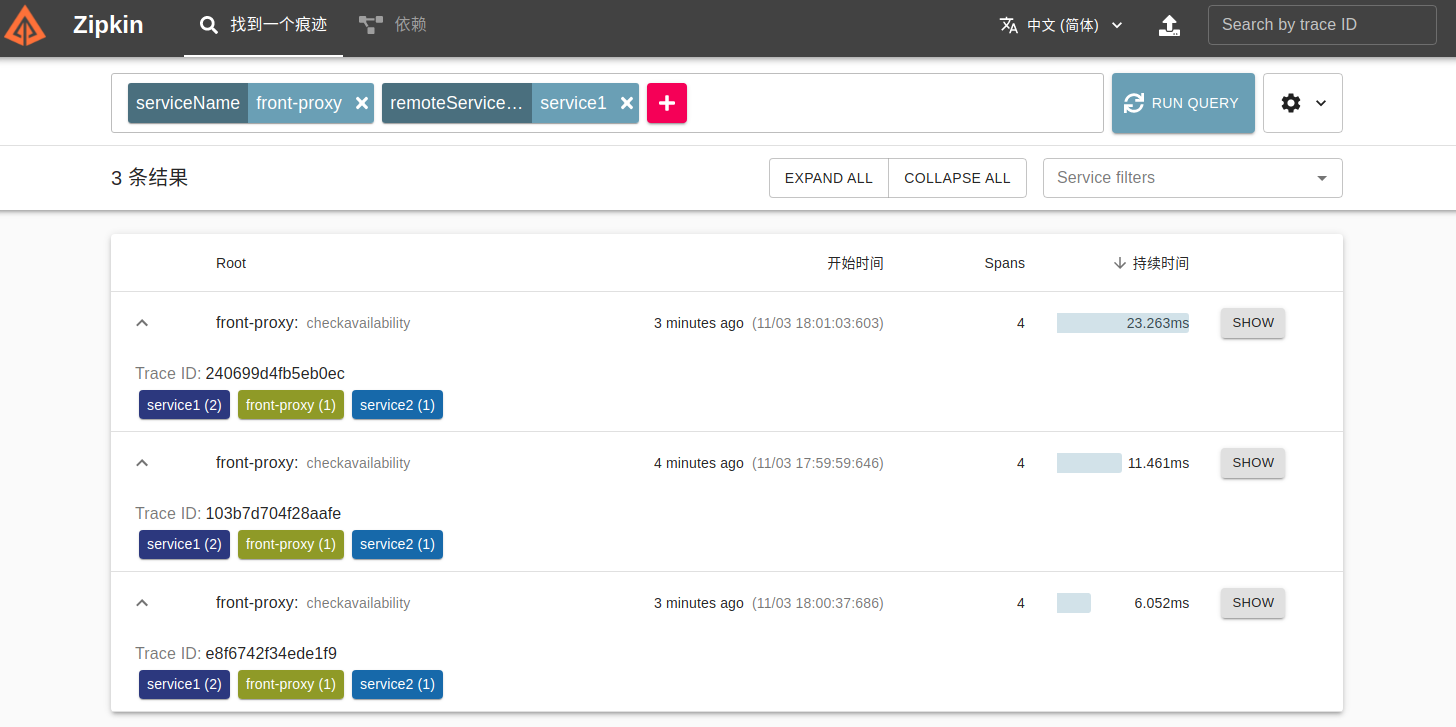 Zipkin 找到一个痕迹 依赖 中文 (简体) Search by trace ID
serviceName front-proxy remoteService... service1 RUN QUERY
3 条结果 EXPAND ALL COLLAPSE ALL Service filters
Root 开始时间 Spans 持续时间
front-proxy: checkavailability 3 minutes ago (11/03 18:01:03:603) 4 23.263ms SHOW
Trace ID: 240699d4fb5eb0ec
service1 (2) front-proxy (1) service2 (1)
front-proxy: checkavailability 4 minutes ago (11/03 17:59:59:646) 4 11.461ms SHOW
Trace ID: 103b7d704f28aafe
service1 (2) front-proxy (1) service2 (1)
front-proxy: checkavailability 3 minutes ago (11/03 18:00:37:686) 4 6.052ms SHOW
Trace ID: e8f6742f34ede1f9
service1 (2) front-proxy (1) service2 (1)